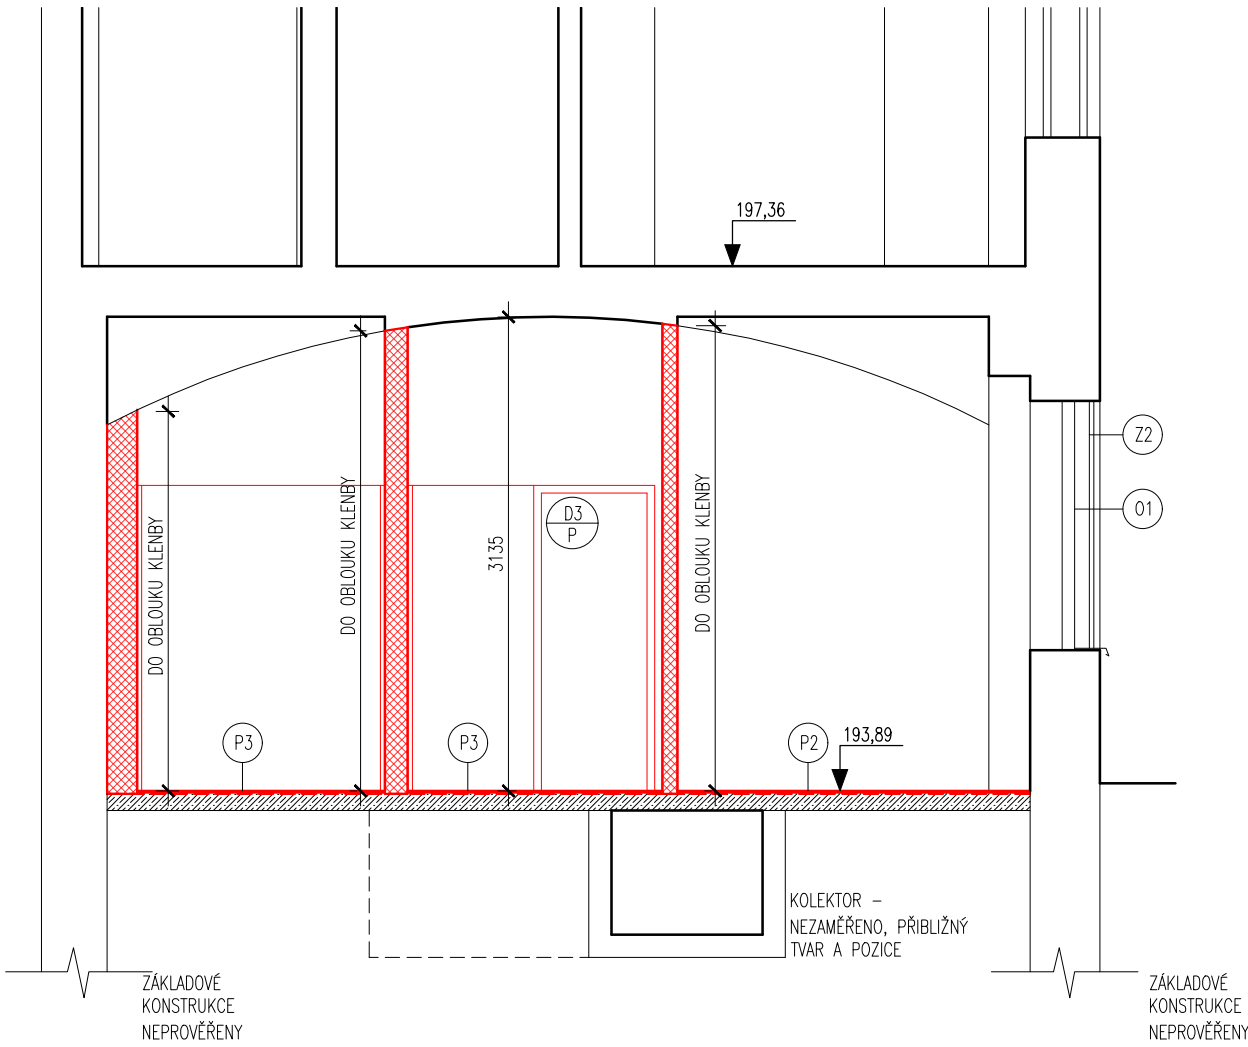 197,36
Z2
O1
D3
P
DO OBLOUKU KLENBY
DO OBLOUKU KLENBY
3135
DO OBLOUKU KLENBY
P3
P3
P2
193,89
KOLEKTOR –
NEZAMĚŘENO, PŘIBLIŽNÝ
TVAR A POZICE
ZÁKLADOVÉ
KONSTRUKCE
NEPROVĚŘENY
ZÁKLADOVÉ
KONSTRUKCE
NEPROVĚŘENY